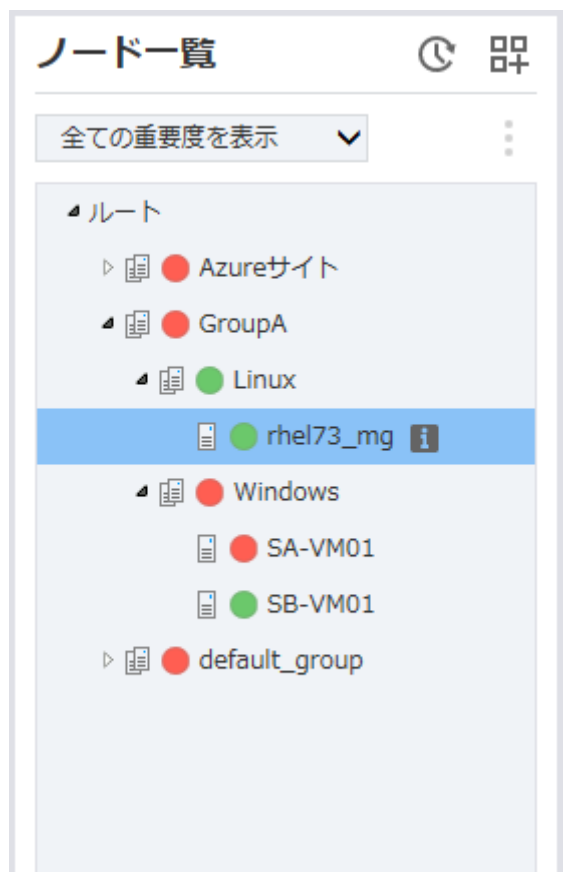 ノード一覧
全ての重要度を表示
ルート
Azureサイト
GroupA
Linux
rhel73_mg
Windows
SA-VM01
SB-VM01
default_group